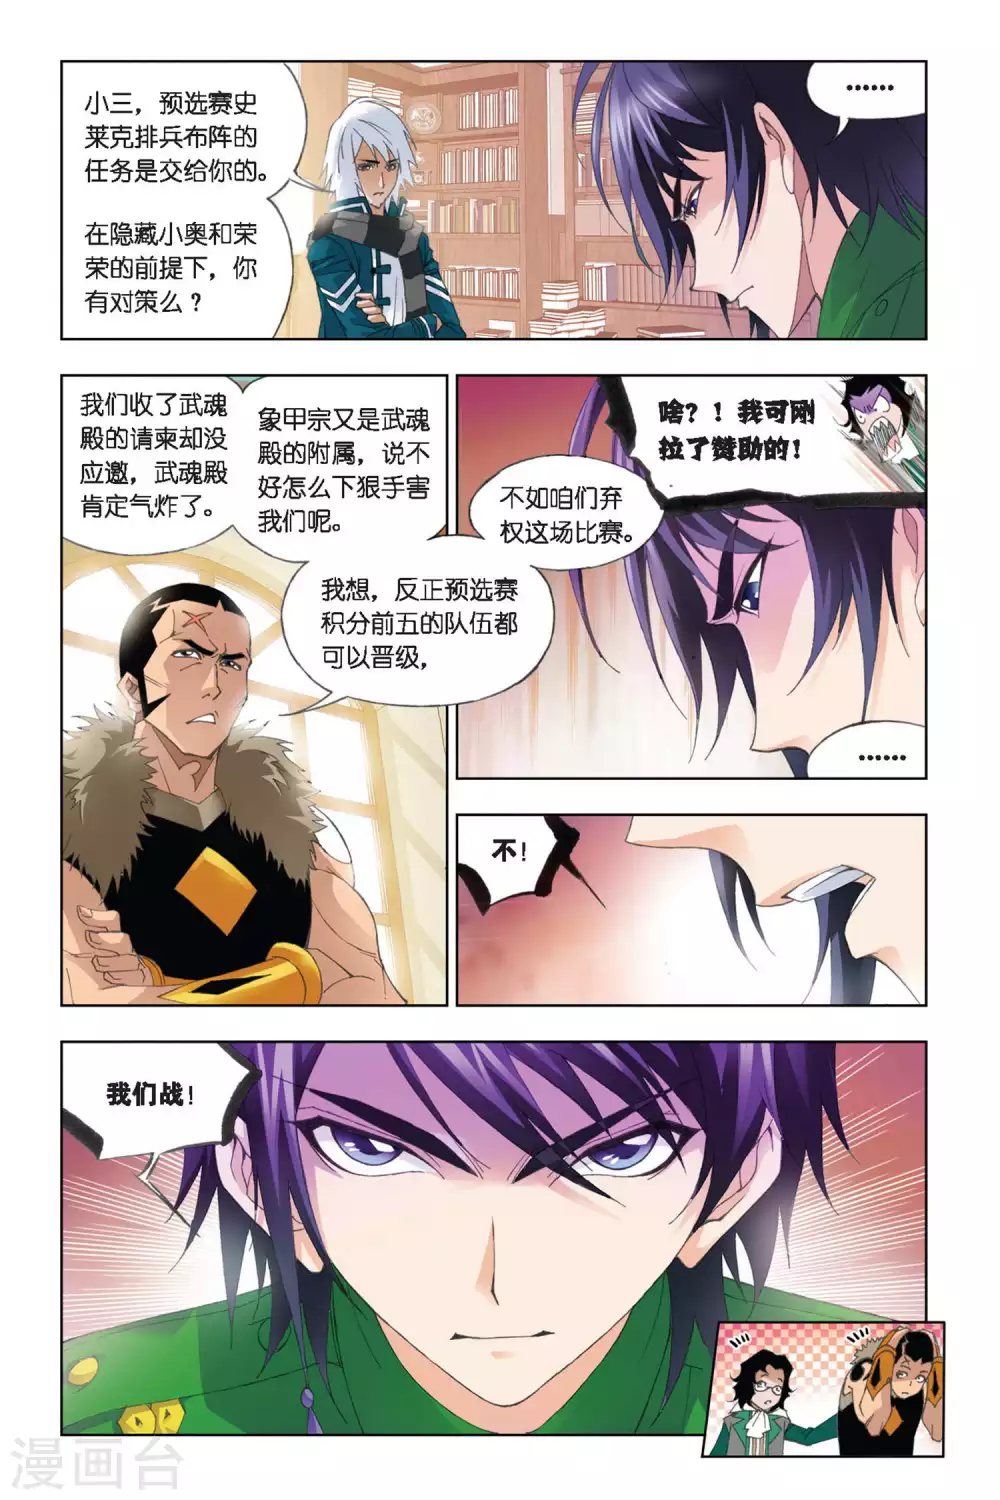 小三，预选赛史
莱克排兵布阵的
任务是交给你的。
在隐藏小奥和荣
荣的前提下，你
有对策么？
……
我们收了武魂
殿的请柬却没
应邀，武魂殿
肯定气炸了。
象甲宗又是武魂
殿的附属，说不
好怎么下狠手害
我们呢。
我想，反正预选赛
积分前五的队伍都
可以晋级，
不如咱们弃
权这场比赛。
啥？！我可刚
拉了赞助的！
……
不！
我们战！
漫画台